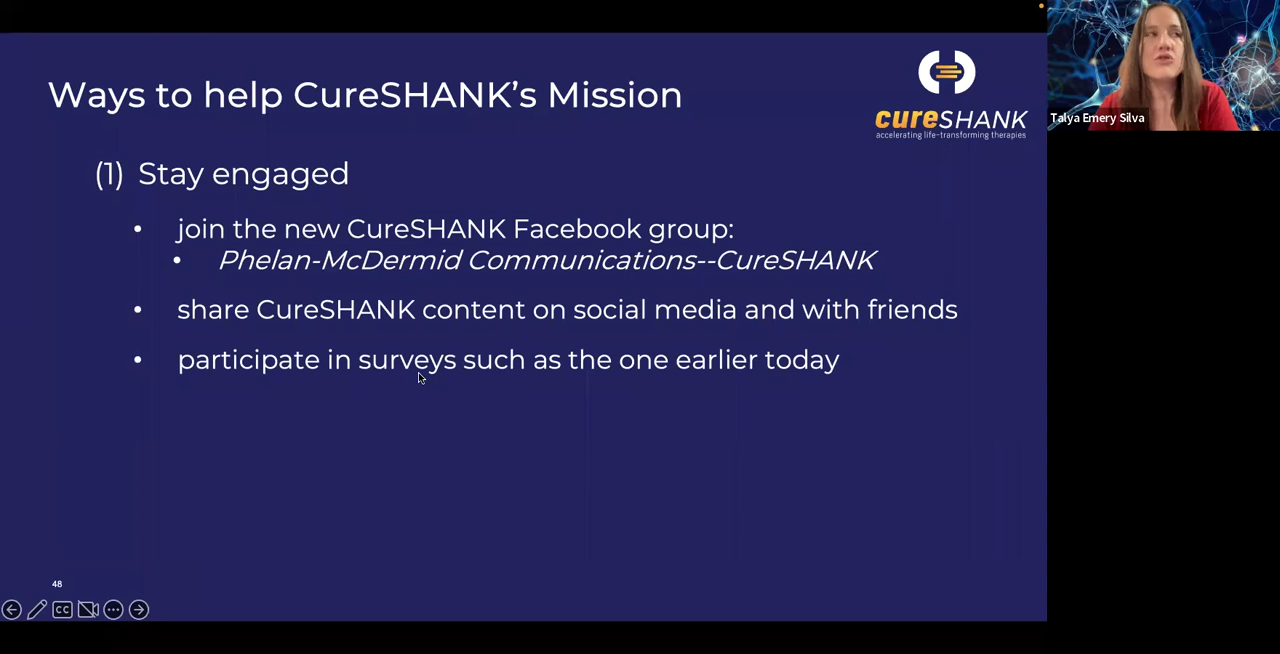 Ways to help CureSHANK's Mission
cureSHANK
accelerating life-transforming therapies
Talya Emery Silva
(1) Stay engaged
• join the new CureSHANK Facebook group:
• Phelan-McDermid Communications--CureSHANK
• share CureSHANK content on social media and with friends
• participate in surveys such as the one earlier today
48
CC